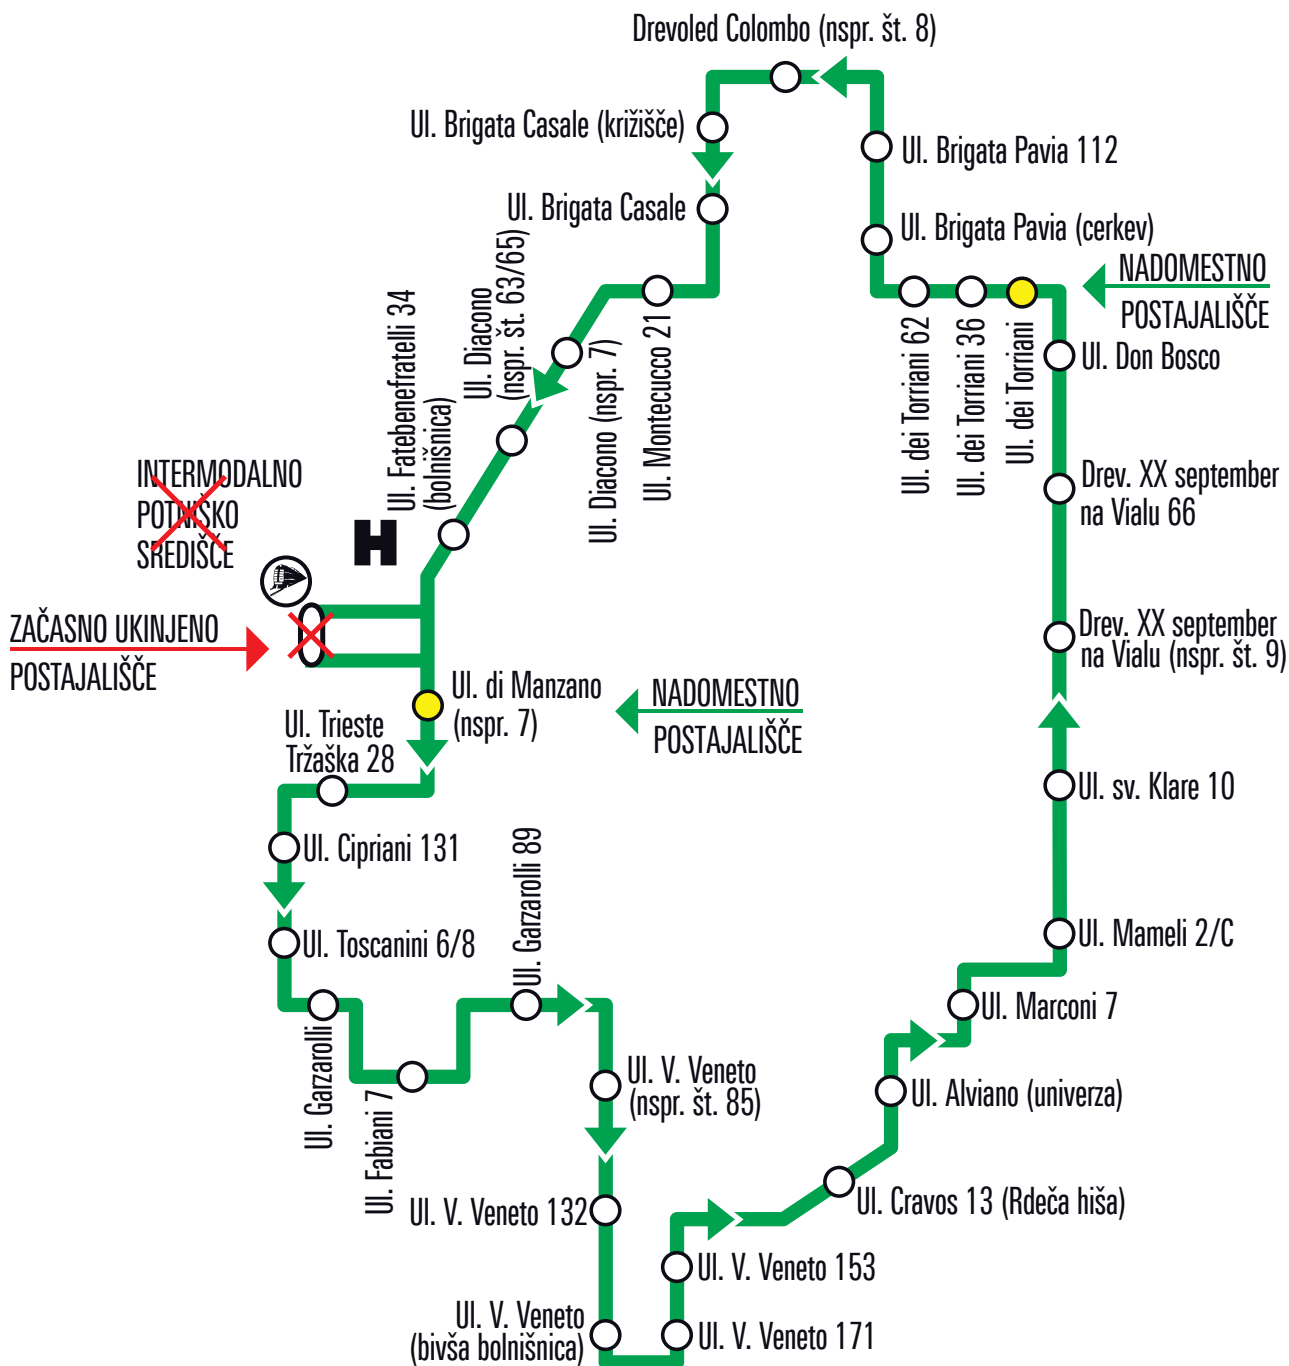 Drevoled Colombo (nspr. št. 8)
Ul. Brigata Casale (križišče)
Ul. Brigata Pavia 112
Ul. Brigata Casale
Ul. Brigata Pavia (cerkev)
NADOMESTNO
POSTAJALIŠČE
Ul. Don Bosco
Ul. dei Torriani
Ul. dei Torriani 36
Ul. dei Torriani 62
Ul. Montecucco 21
Ul. Diacono (nspr. 7)
Ul. Diacono
(nspr. št. 63/65)
Ul. Fatebenefratelli 34
(bolnišnica)
H
INTERMODALNO
POTNIŠKO
SREDIŠČE
ZAČASNO UKINJENO
POSTAJALIŠČE
Drev. XX september
na Vialu 66
Drev. XX september
na Vialu (nspr. št. 9)
Ul. di Manzano
(nspr. 7)
NADOMESTNO
POSTAJALIŠČE
Ul. Trieste
Tržaška 28
Ul. sv. Klare 10
Ul. Cipriani 131
Ul. Toscanini 6/8
Ul. Garzarolli 89
Ul. Mameli 2/C
Ul. Garzarolli
Ul. Fabiani 7
Ul. Marconi 7
Ul. V. Veneto
(nspr. št. 85)
Ul. Alviano (univerza)
Ul. V. Veneto 132
Ul. Cravos 13 (Rdeča hiša)
Ul. V. Veneto 153
Ul. V. Veneto
(bivša bolnišnica)
Ul. V. Veneto 171